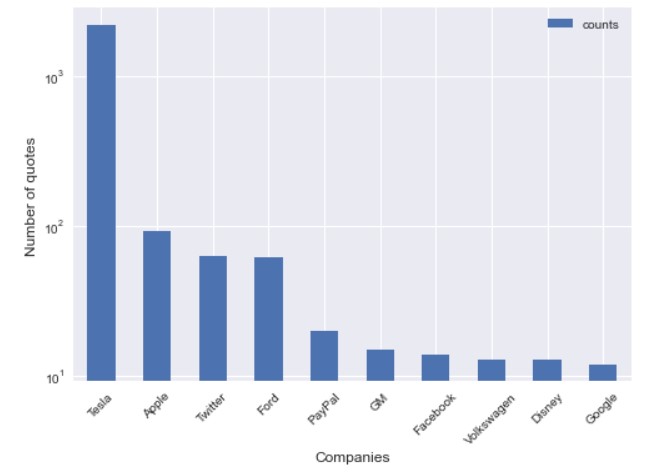 counts
Number of quotes
10³
10²
10¹
Tesla
Apple
Twitter
Ford
PayPal
GM
Facebook
Volkswagen
Disney
Google
Companies